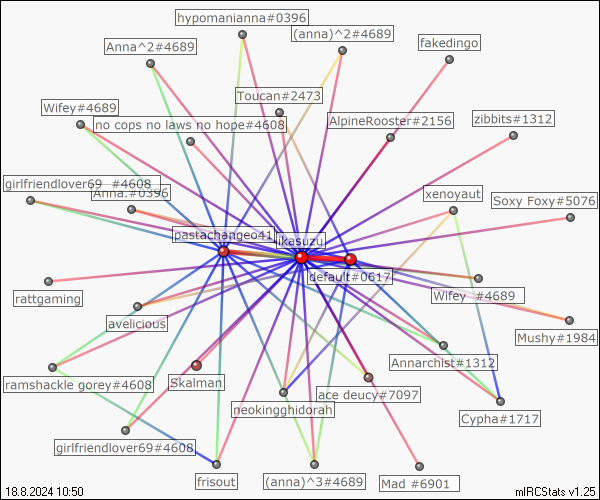 hypomanianna#0396
(anna)^2#4689
Anna^2#4689
fakedingo
Toucan#2473
Wifey#4689
no cops no laws no hope#4608
AlpineRooster#2156
zibbits#1312
girlfriendlover69_#4608
Anna.#0396
xenoyaut
Soxy Foxy#5076
pastachangeo41
ikasuzu
default#0617
rattgaming
Wifey #4689
avelicious
Mushy#1984
Annarchist#1312
ramshackle gorey#4608
Skalman
ace deucy#7097
neokingghidorah
Cypha#1717
girlfriendlover69#4608
frisout
(anna)^3#4689
Mad #6901
18.8.2024 10:50
mIRCStats v1.25